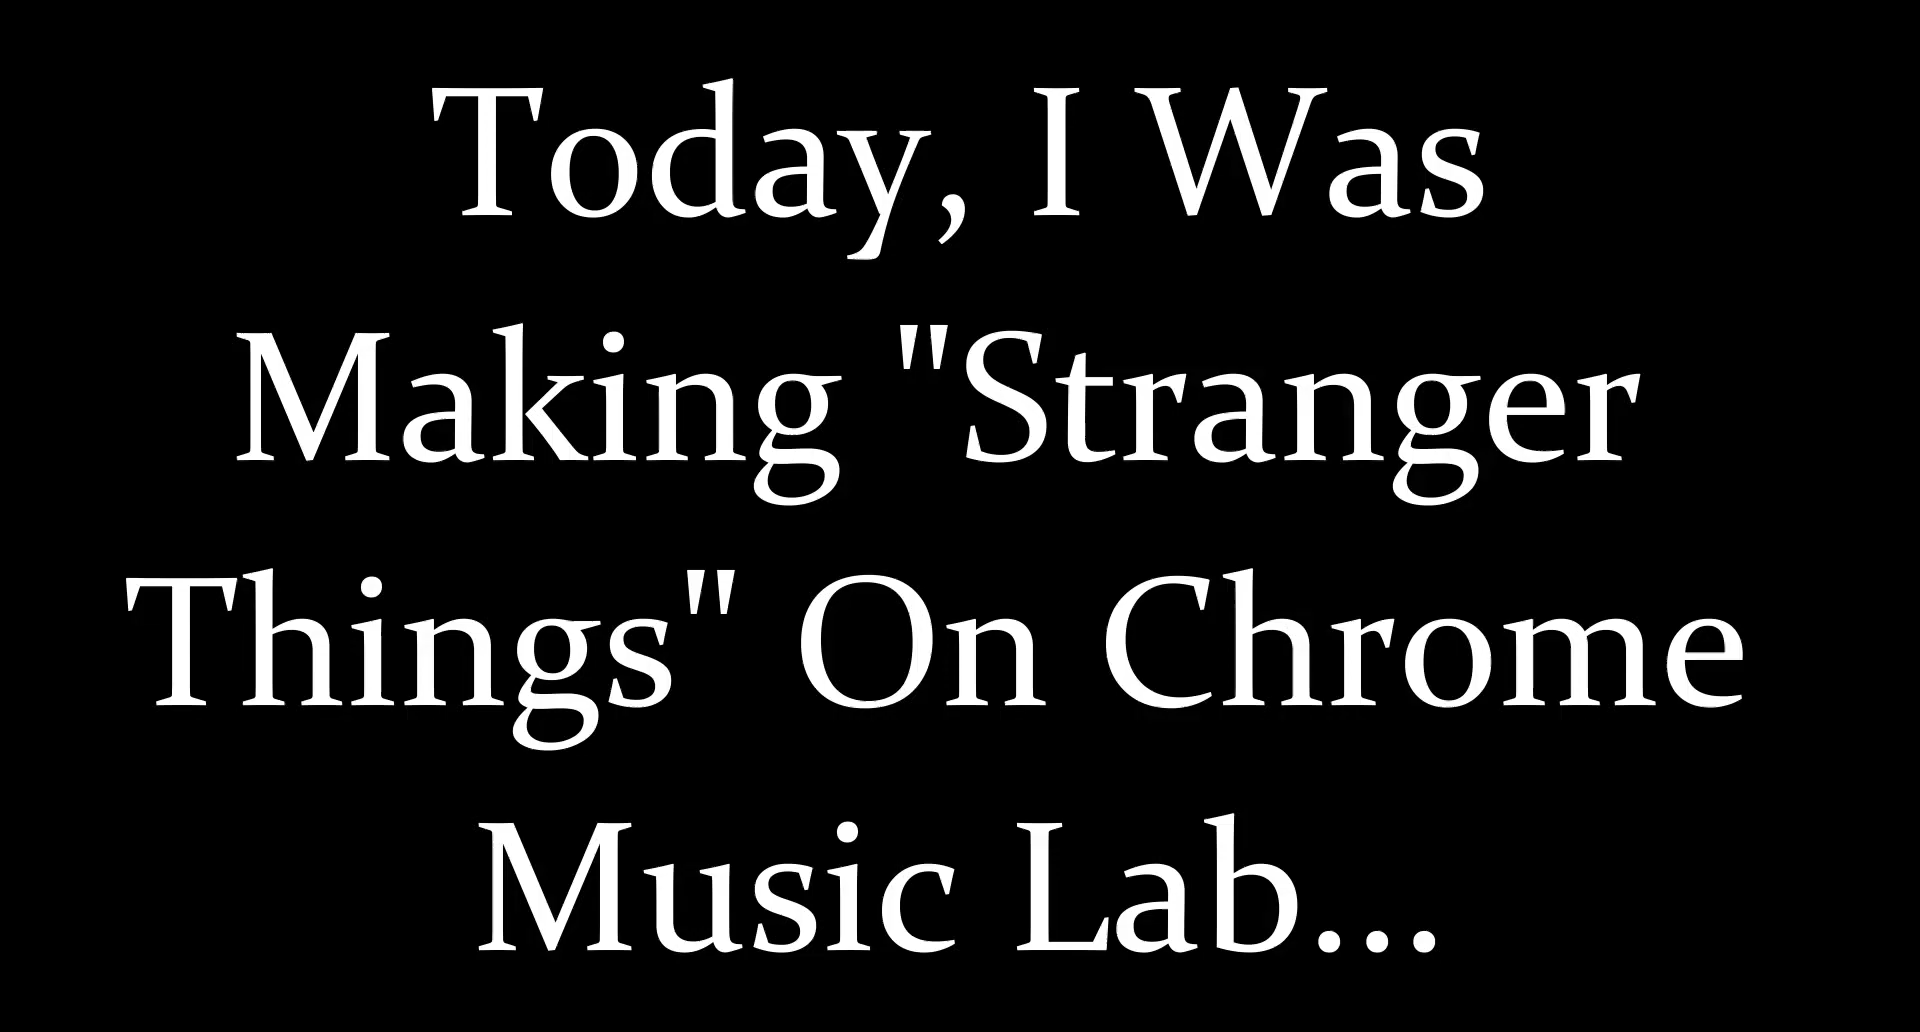 Today, I Was
Making "Stranger
Things" On Chrome
Music Lab...